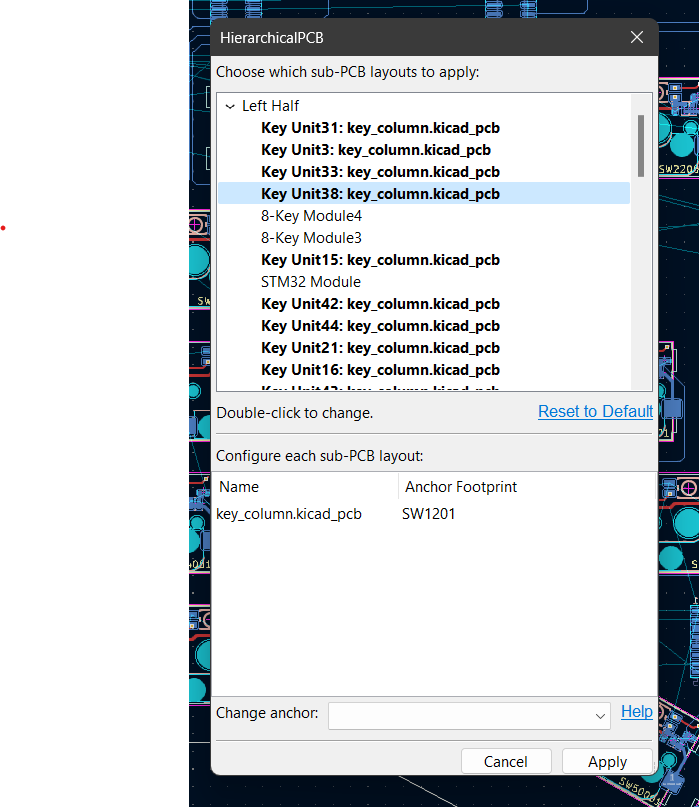 HierarchicalPCB
Choose which sub-PCB layouts to apply:
Left Half
Key Unit31: key_column.kicad_pcb
Key Unit3: key_column.kicad_pcb
Key Unit33: key_column.kicad_pcb
Key Unit38: key_column.kicad_pcb
8-Key Module4
8-Key Module3
Key Unit15: key_column.kicad_pcb
STM32 Module
Key Unit42: key_column.kicad_pcb
Key Unit44: key_column.kicad_pcb
Key Unit21: key_column.kicad_pcb
Key Unit16: key_column.kicad_pcb
Double-click to change.
Reset to Default
Configure each sub-PCB layout:
Name Anchor Footprint
key_column.kicad_pcb SW1201
Change anchor:
Help
Cancel Apply